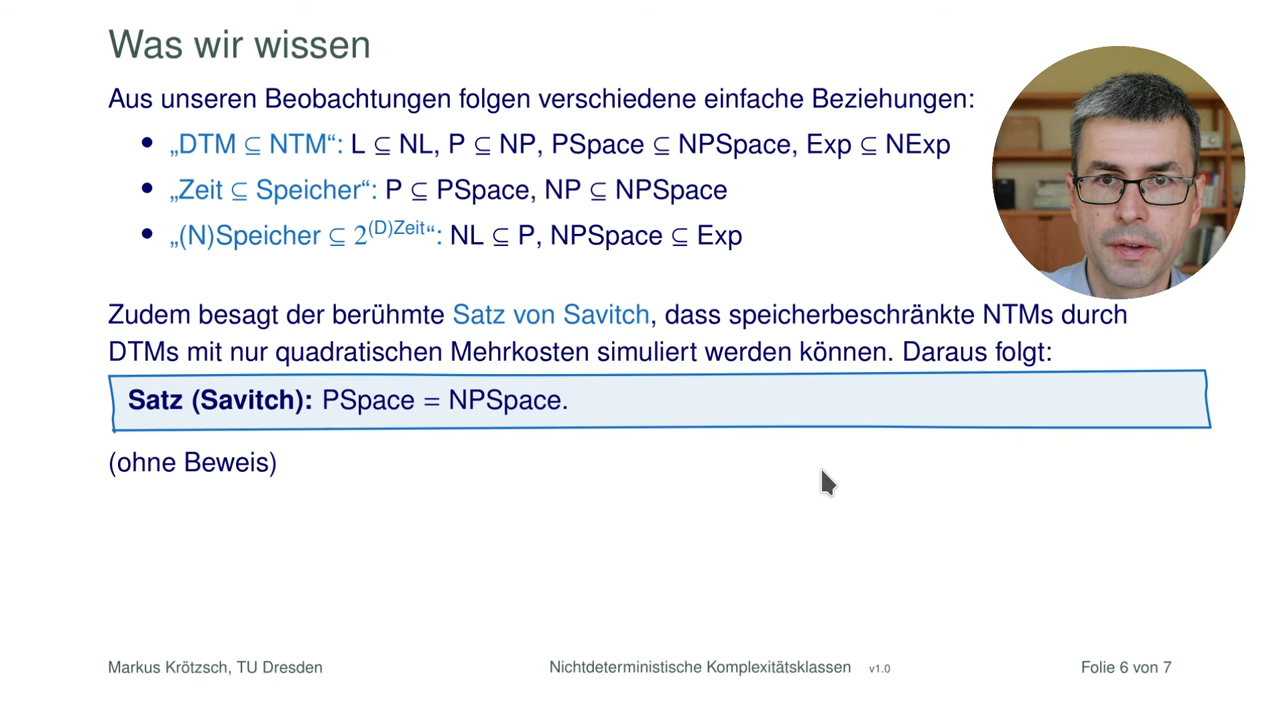 Was wir wissen
Aus unseren Beobachtungen folgen verschiedene einfache Beziehungen:
• „DTM ⊆ NTM“: L ⊆ NL, P ⊆ NP, PSpace ⊆ NPSpace, Exp ⊆ NExp
• „Zeit ⊆ Speicher“: P ⊆ PSpace, NP ⊆ NPSpace
• „(N)Speicher ⊆ 2^(D)Zeit“: NL ⊆ P, NPSpace ⊆ Exp
Zudem besagt der berühmte Satz von Savitch, dass speicherbeschränkte NTMs durch
DTMs mit nur quadratischen Mehrkosten simuliert werden können. Daraus folgt:
Satz (Savitch): PSpace = NPSpace.
(ohne Beweis)
Markus Krötzsch, TU Dresden Nichtdeterministische Komplexitätsklassen v1.0 Folie 6 von 7